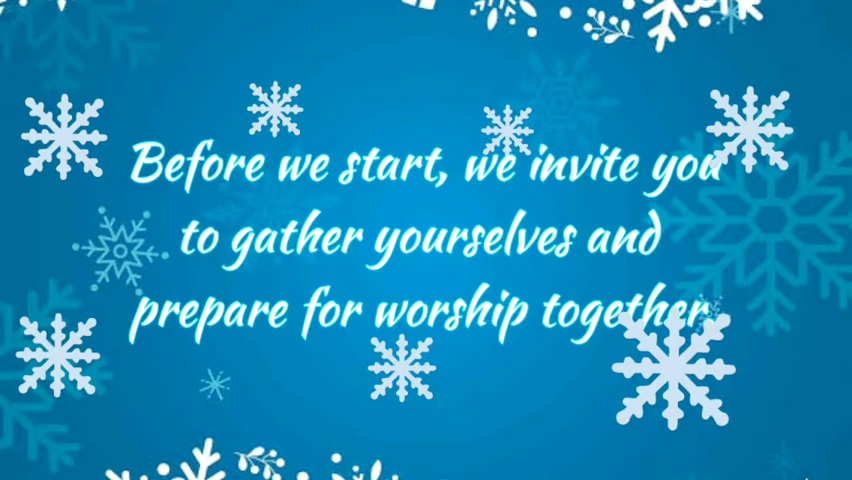 Before we start, we invite you
to gather yourselves and
prepare for worship together